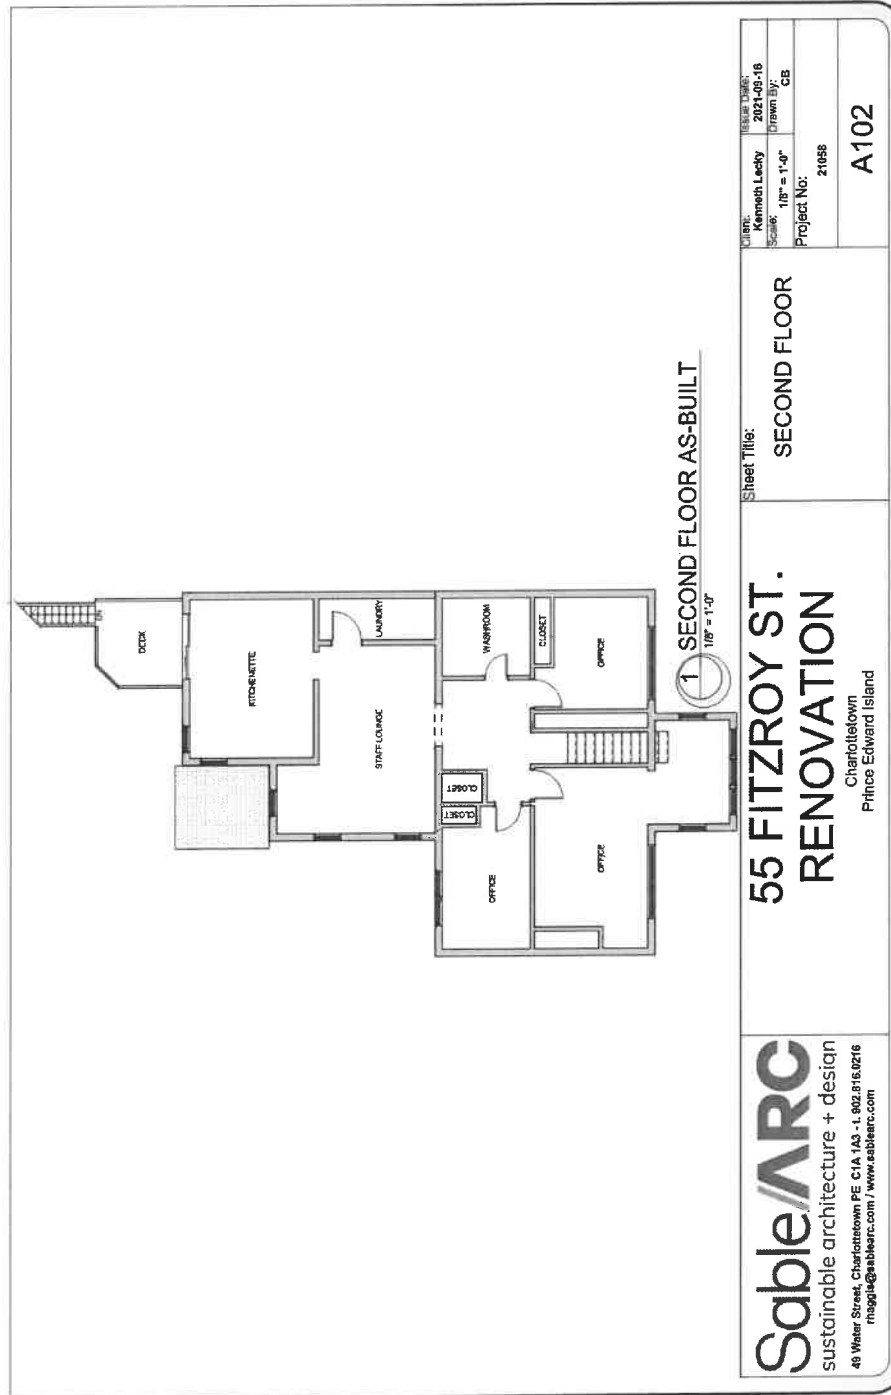 DN
DECK
KITCHENETTE
LAUNDRY
STAFF LOUNGE
WASHROOM
CLOSET
CLOSET
CLOSET
OFFICE
OFFICE
OFFICE
1
SECOND FLOOR AS-BUILT
1/8" = 1'-0"
Sable/ARC
sustainable architecture + design
49 Water Street, Charlottetown PE C1A 1A3 - t. 902.816.0216
rhaggis@sablearc.com / www.sablearc.com
55 FITZROY ST.
RENOVATION
Charlottetown
Prince Edward Island
Sheet Title:
SECOND FLOOR
Client:
Kenneth Lecky
Issue Date:
2021-09-16
Scale:
1/8" = 1'-0"
Drawn By:
CB
Project No:
21058
A102